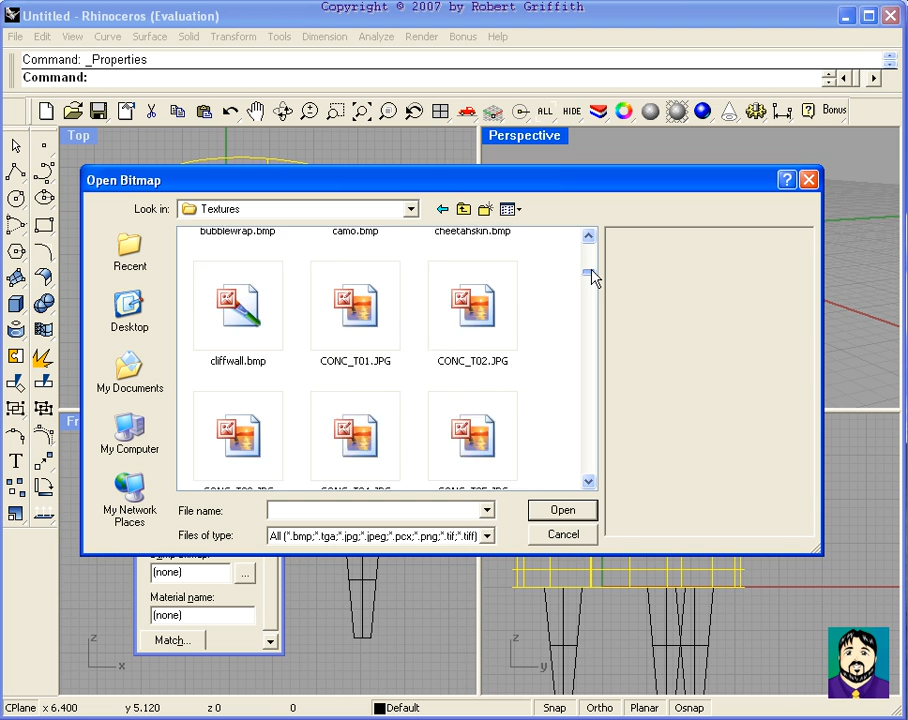 Copyright © 2007 by Robert Griffith
Untitled - Rhinoceros (Evaluation)
File Edit View Curve Surface Solid Transform Tools Dimension Analyze Render Bonus Help
Command: _Properties
Command:
ALL HIDE Bonus
Top
Perspective
Open Bitmap
Look in: Textures
bubblewrap.bmp camo.bmp cheetahskin.bmp
Recent
Desktop
My Documents
My Computer
My Network Places
cliffwall.bmp CONC_T01.JPG CONC_T02.JPG
File name: Open
Files of type: All (*.bmp;*.tga;*.jpg;*.jpeg;*.pcx;*.png;*.tif;*.tiff) Cancel
(none) ...
Material name:
(none)
Match...
z
x
z
y
CPlane x 6.400 y 5.120 z 0 0 Default Snap Ortho Planar Osnap